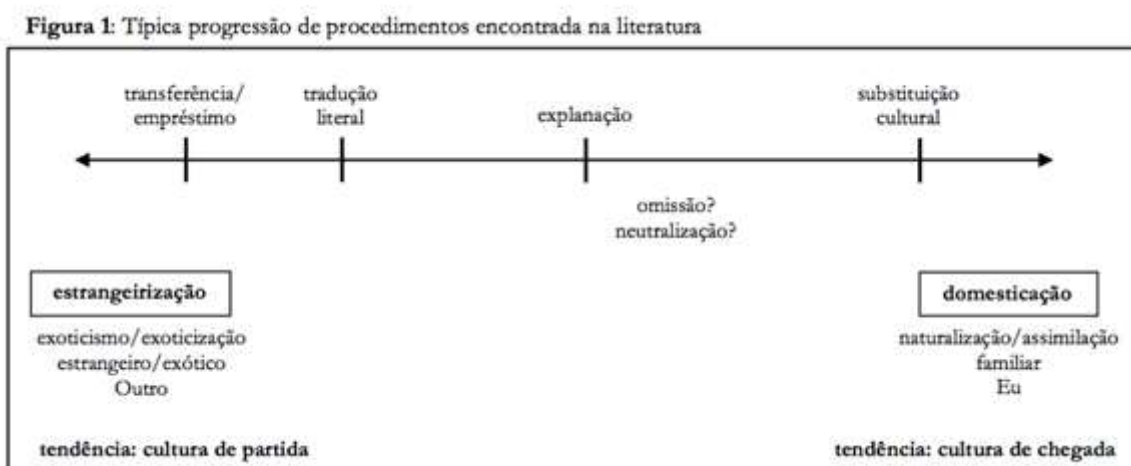 Figura 1: Típica progressão de procedimentos encontrada na literatura
transferência/
empréstimo
tradução
literal
explanação
substituição
cultural
omissão?
neutralização?
estrangeirização
exoticismo/exoticização
estrangeiro/exótico
Outro
domesticação
naturalização/assimilação
familiar
Eu
tendência: cultura de partida
tendência: cultura de chegada